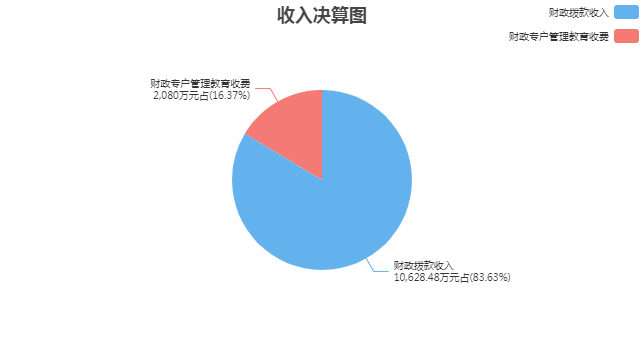 收入决算图
财政拨款收入
财政专户管理教育收费
财政专户管理教育收费
2,080万元占(16.37%)
财政拨款收入
10,628.48万元占(83.63%)